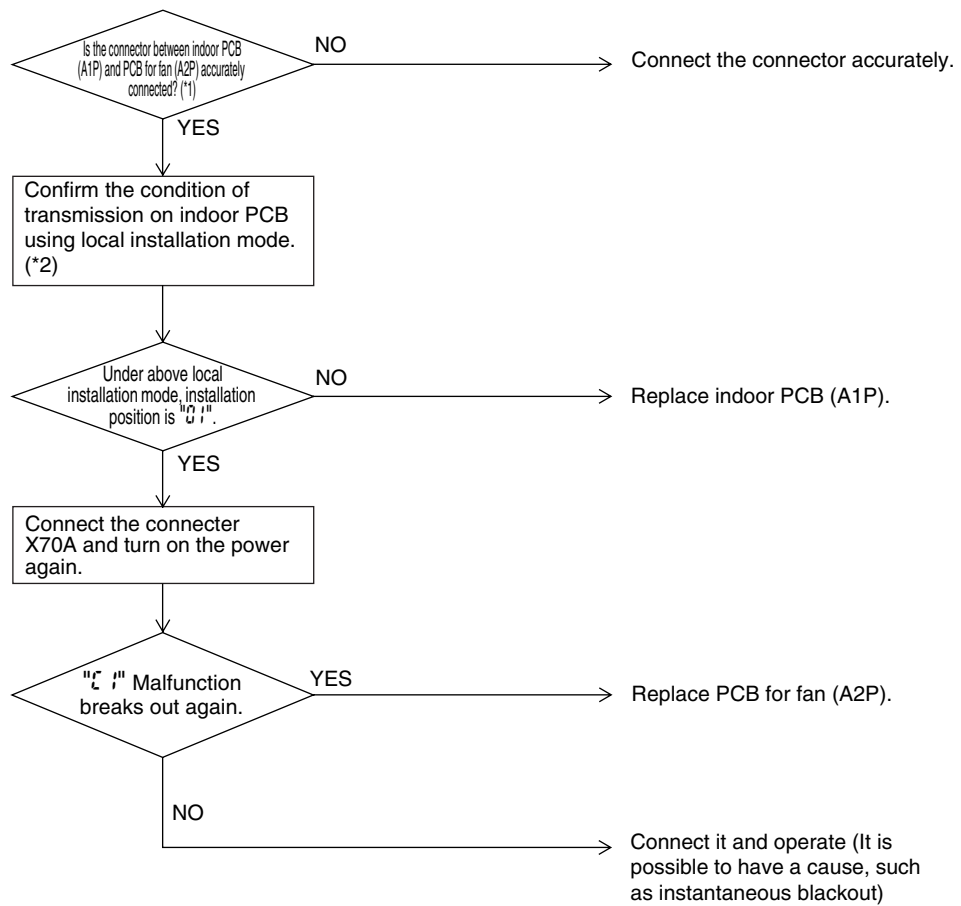 Is the connector between indoor PCB
(A1P) and PCB for fan (A2P) accurately
connected? (*1)
NO
Connect the connector accurately.
YES
Confirm the condition of
transmission on indoor PCB
using local installation mode.
(*2)
Under above local
installation mode, installation
position is "01".
NO
Replace indoor PCB (A1P).
YES
Connect the connecter
X70A and turn on the power
again.
"C1" Malfunction
breaks out again.
YES
Replace PCB for fan (A2P).
NO
Connect it and operate (It is
possible to have a cause, such
as instantaneous blackout)